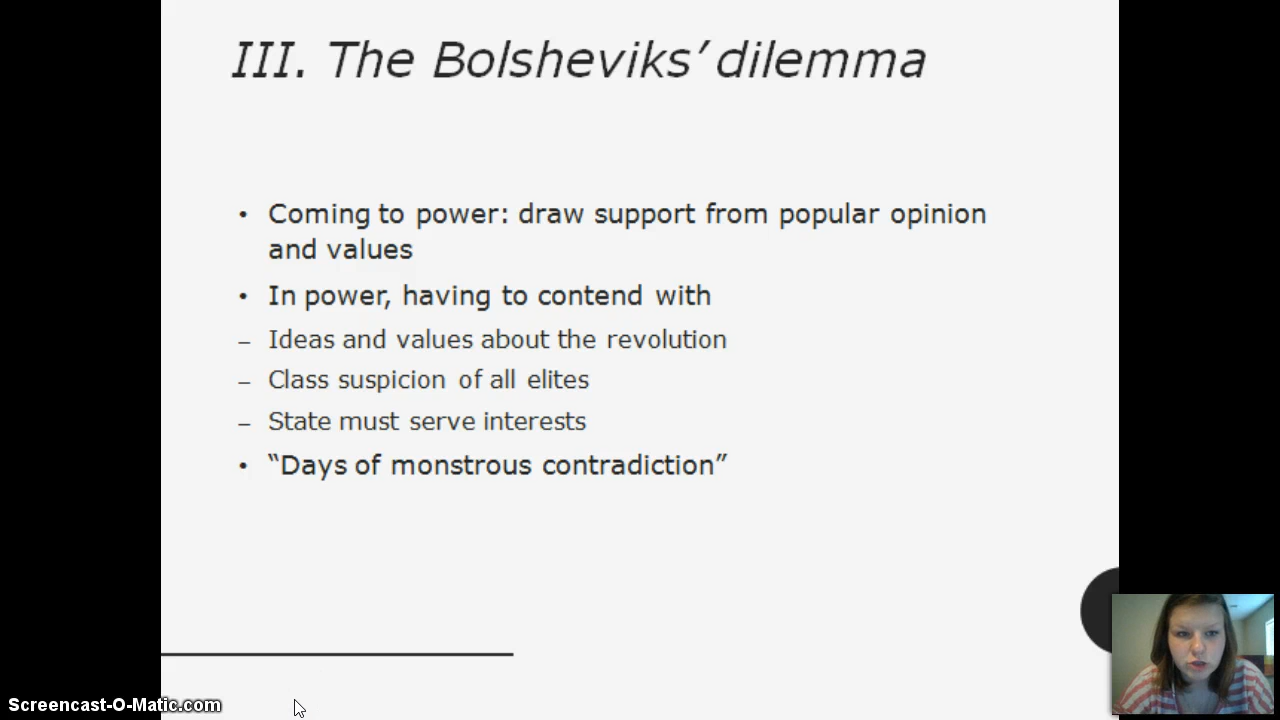 III. The Bolsheviks’ dilemma
• Coming to power: draw support from popular opinion
and values
• In power, having to contend with
– Ideas and values about the revolution
– Class suspicion of all elites
– State must serve interests
• “Days of monstrous contradiction”
Screencast-O-Matic.com